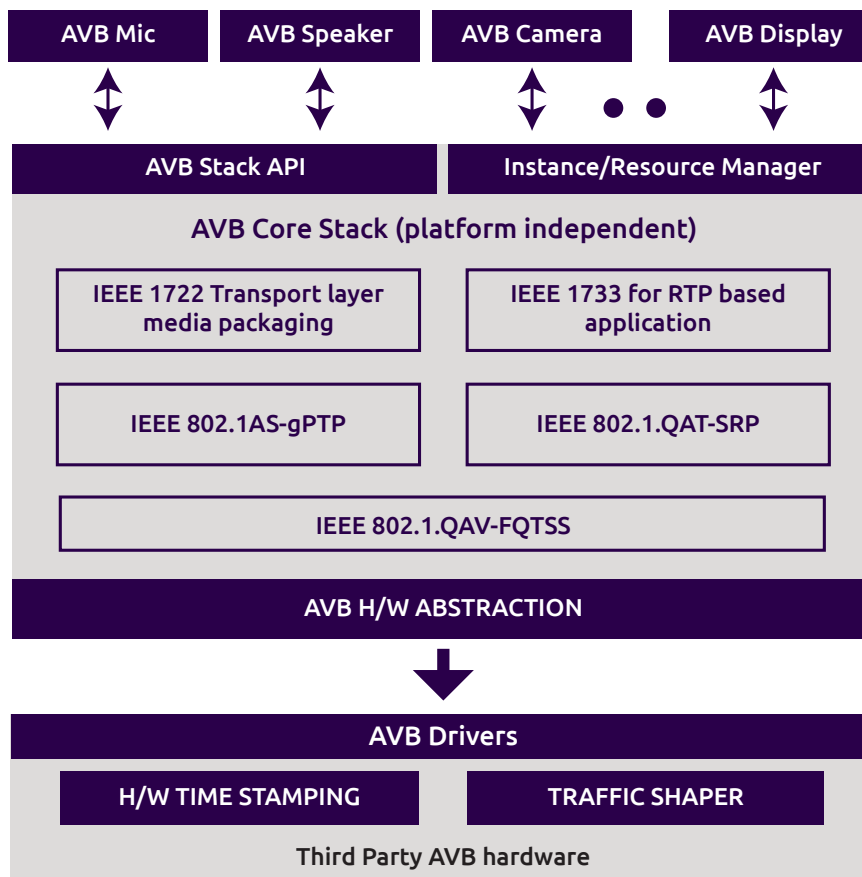 AVB Mic
AVB Speaker
AVB Camera
AVB Display
AVB Stack API
Instance/Resource Manager
AVB Core Stack (platform independent)
IEEE 1722 Transport layer
media packaging
IEEE 1733 for RTP based
application
IEEE 802.1AS-gPTP
IEEE 802.1.QAT-SRP
IEEE 802.1.QAV-FQTSS
AVB H/W ABSTRACTION
AVB Drivers
H/W TIME STAMPING
TRAFFIC SHAPER
Third Party AVB hardware